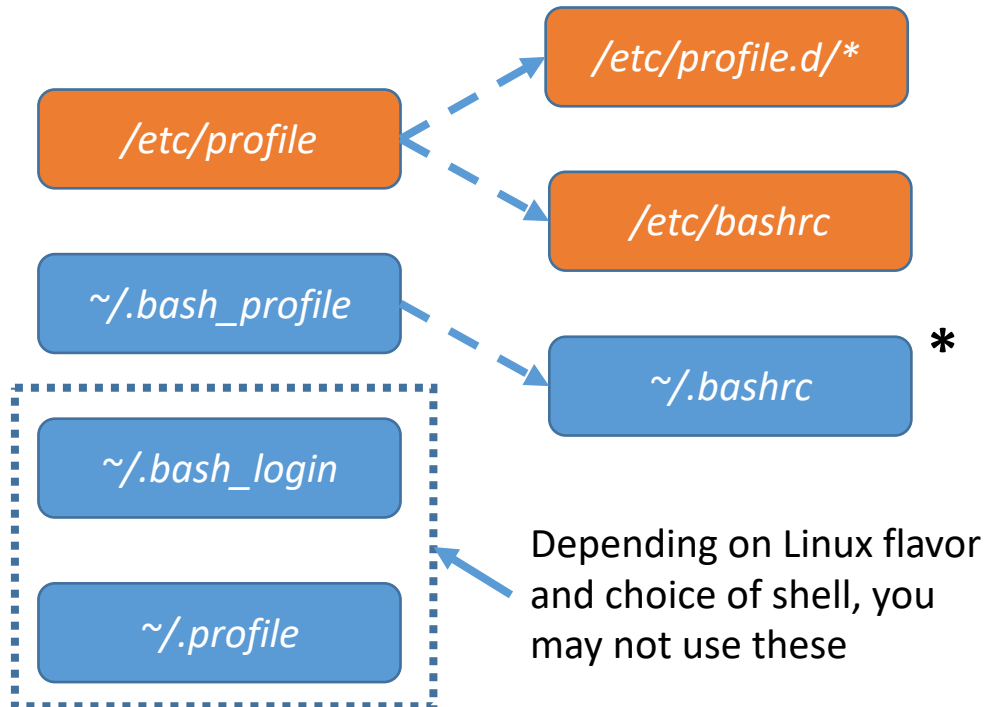 /etc/profile.d/*
/etc/profile
/etc/bashrc
~/.bash_profile
*
~/.bashrc
~/.bash_login
Depending on Linux flavor
and choice of shell, you
may not use these
~/.profile